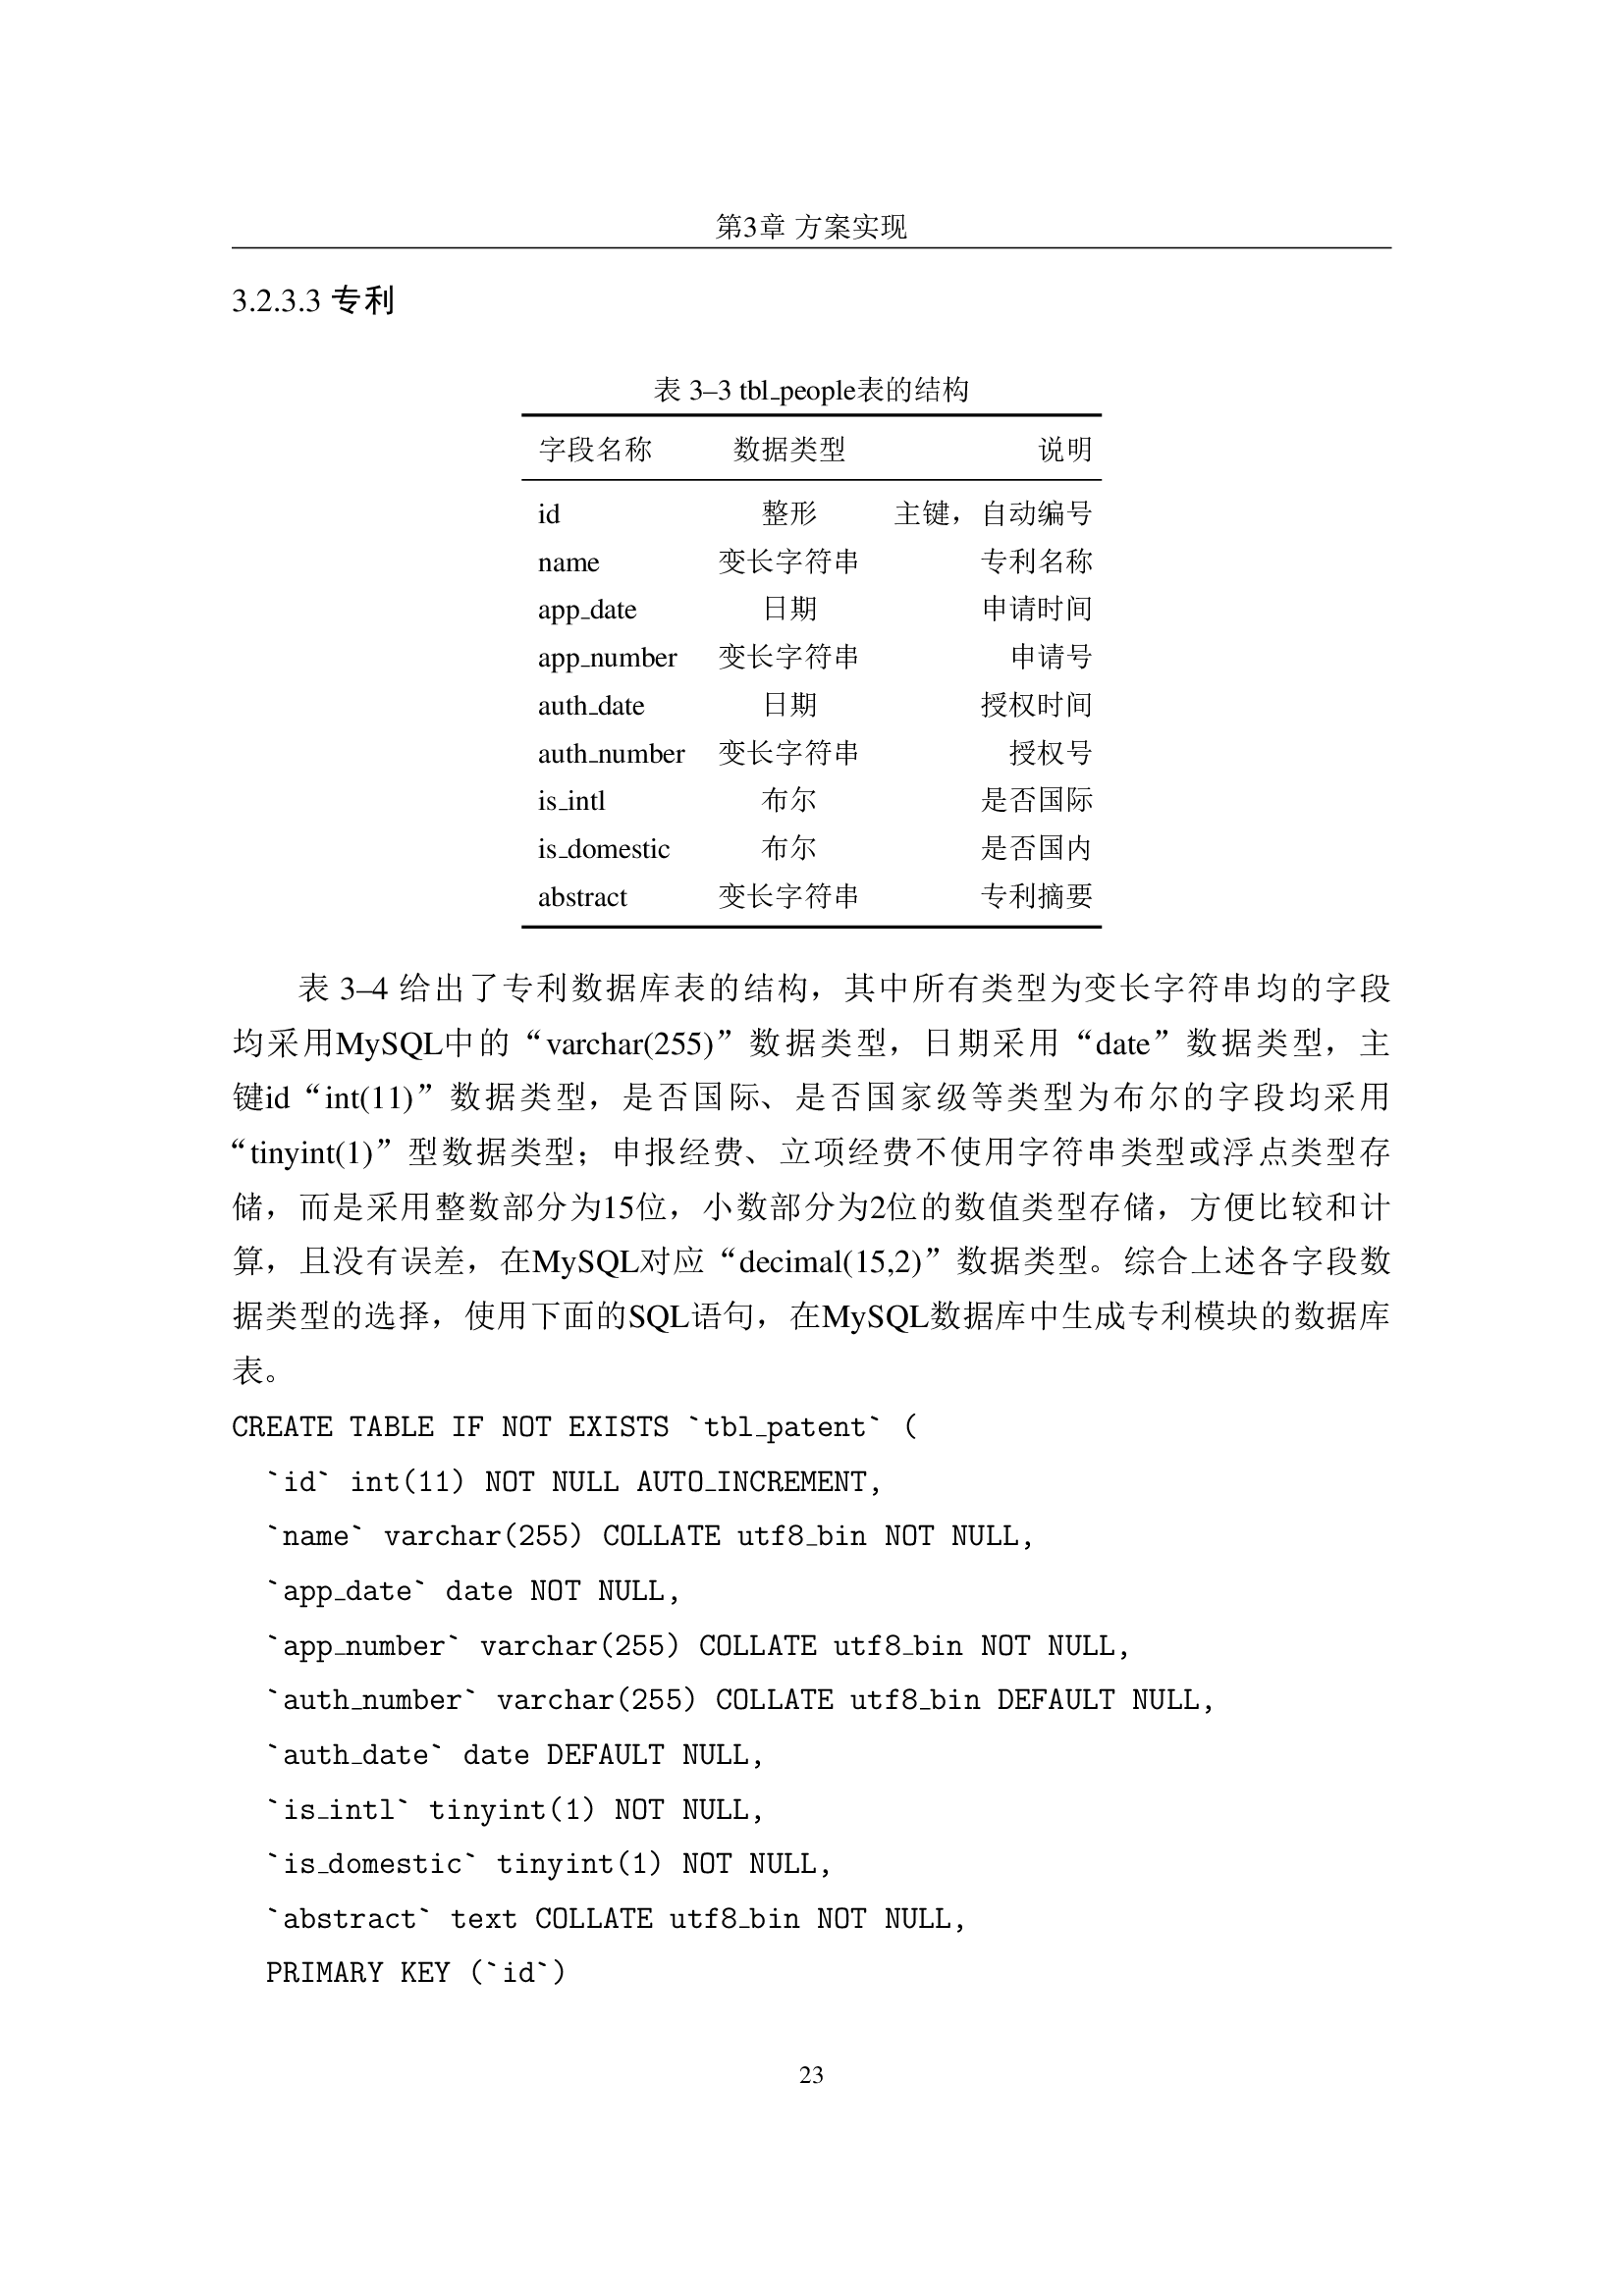 第3章 方案实现
3.2.3.3 专利
表 3–3 tbl_people表的结构
字段名称 数据类型 说明
id 整形 主键，自动编号
name 变长字符串 专利名称
app_date 日期 申请时间
app_number 变长字符串 申请号
auth_date 日期 授权时间
auth_number 变长字符串 授权号
is_intl 布尔 是否国际
is_domestic 布尔 是否国内
abstract 变长字符串 专利摘要
表 3–4 给出了专利数据库表的结构，其中所有类型为变长字符串均的字段
均采用MySQL中的“varchar(255)”数据类型，日期采用“date”数据类型，主
键id“int(11)”数据类型，是否国际、是否国家级等类型为布尔的字段均采用
“tinyint(1)”型数据类型；申报经费、立项经费不使用字符串类型或浮点类型存
储，而是采用整数部分为15位，小数部分为2位的数值类型存储，方便比较和计
算，且没有误差，在MySQL对应“decimal(15,2)”数据类型。综合上述各字段数
据类型的选择，使用下面的SQL语句，在MySQL数据库中生成专利模块的数据库
表。
CREATE TABLE IF NOT EXISTS `tbl_patent` (
`id` int(11) NOT NULL AUTO_INCREMENT,
`name` varchar(255) COLLATE utf8_bin NOT NULL,
`app_date` date NOT NULL,
`app_number` varchar(255) COLLATE utf8_bin NOT NULL,
`auth_number` varchar(255) COLLATE utf8_bin DEFAULT NULL,
`auth_date` date DEFAULT NULL,
`is_intl` tinyint(1) NOT NULL,
`is_domestic` tinyint(1) NOT NULL,
`abstract` text COLLATE utf8_bin NOT NULL,
PRIMARY KEY (`id`)
23